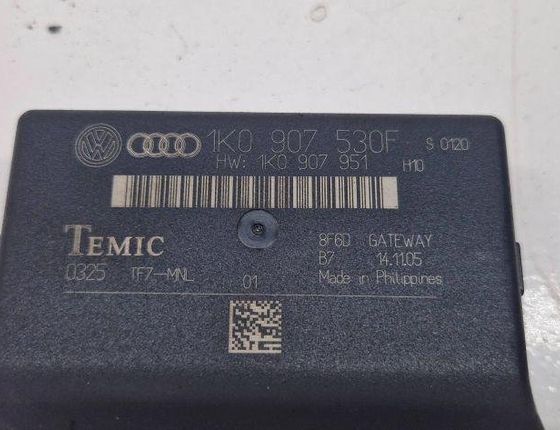 1K0 907 530F S 0120
HW: 1K0 907 951 H10
TEMIC
8F6D GATEWAY
B7 14.11.05
0325 TF7-MNL 01
Made in Philippines